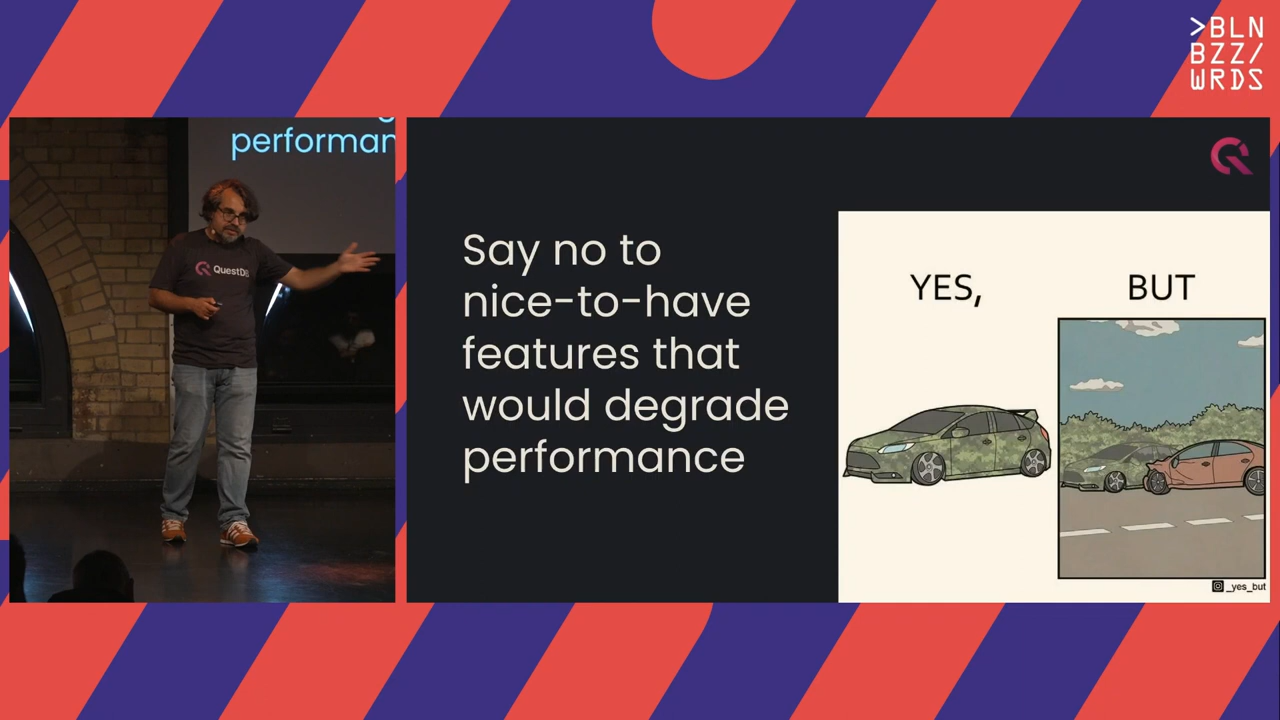 >BLN
BZZ/
WRDS
performan
QuestDB
Say no to
nice-to-have
features that
would degrade
performance
YES,
BUT
_yes_but